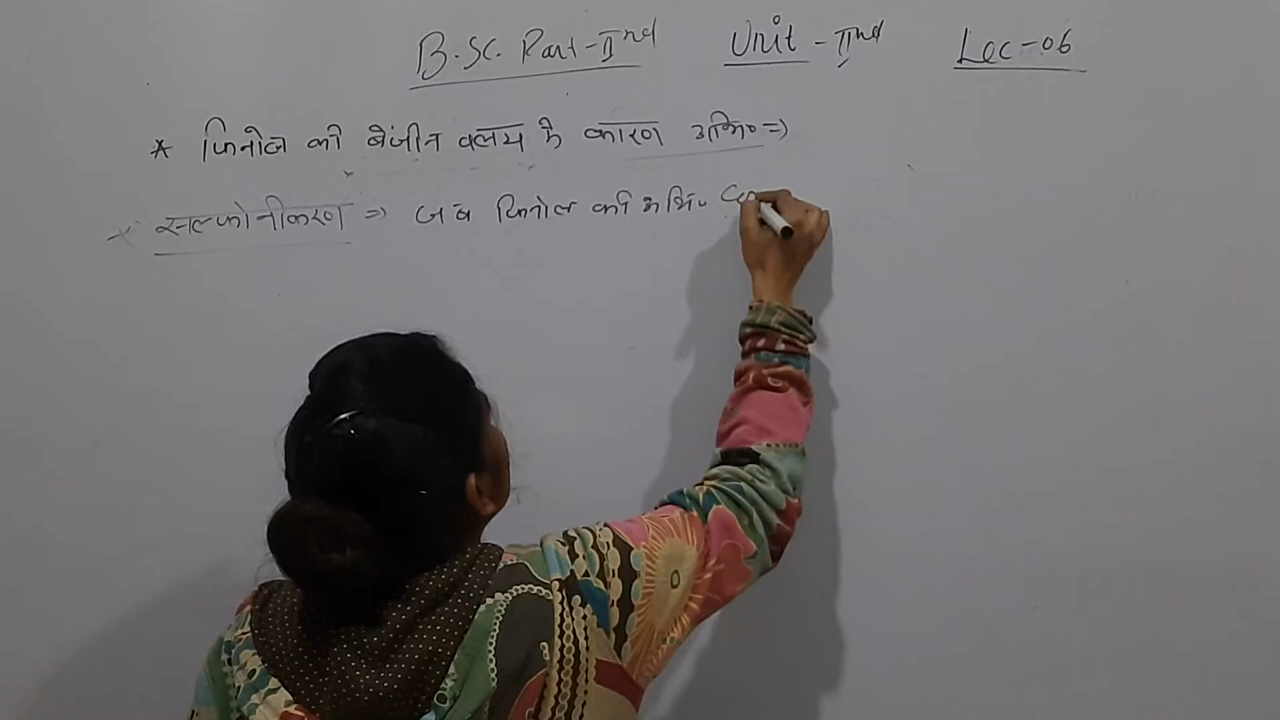 B.Sc. Part-IInd Unit-IInd Lec-06
* फिनोल की बेंजीन वलय के कारण अभि० ⇒
* सल्फोनीकरण ⇒ जब फिनोल की अभि०